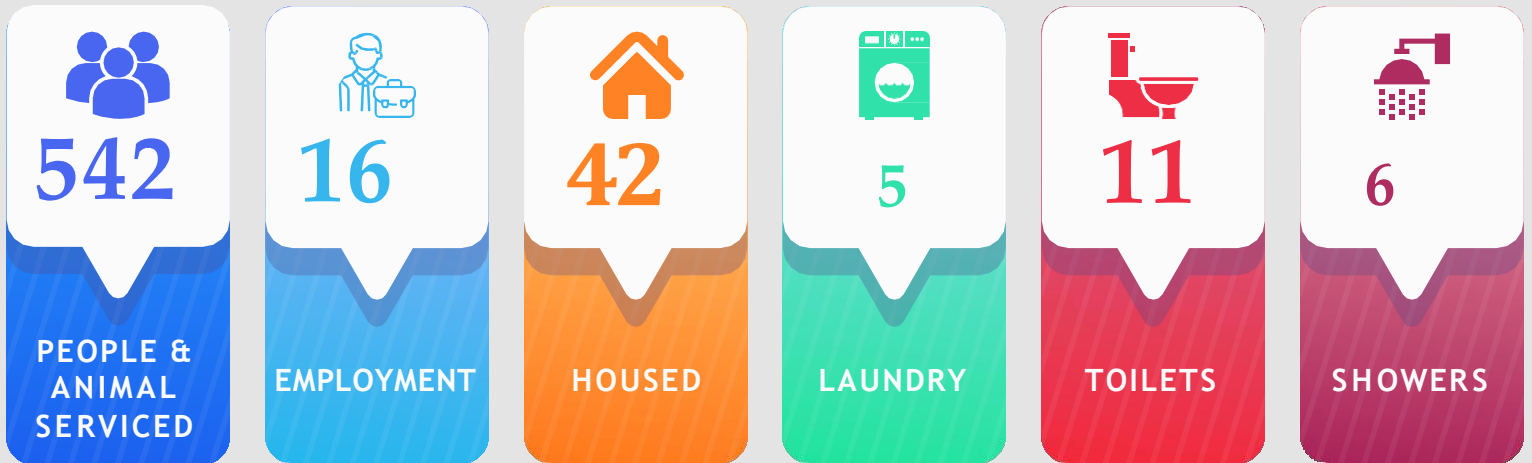 542
PEOPLE &
ANIMAL
SERVICED
16
EMPLOYMENT
42
HOUSED
5
LAUNDRY
11
TOILETS
6
SHOWERS